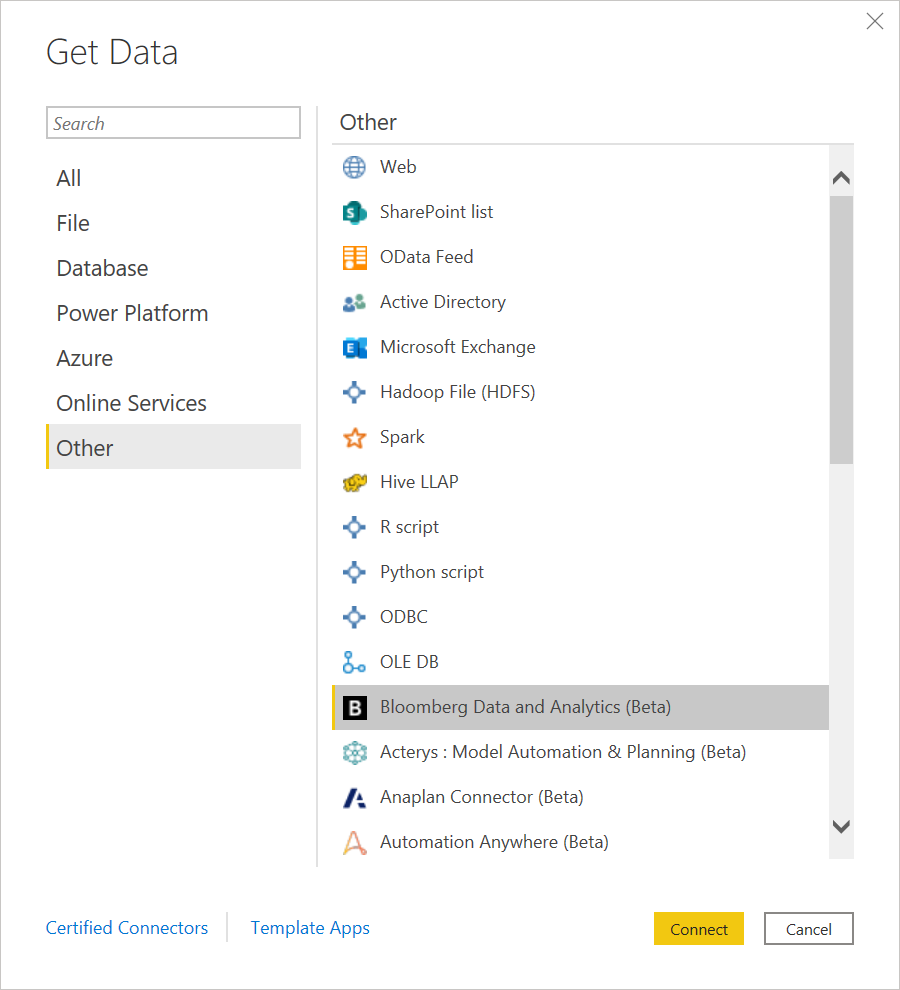 Get Data
Search
All
File
Database
Power Platform
Azure
Online Services
Other
Other
Web
SharePoint list
OData Feed
Active Directory
Microsoft Exchange
Hadoop File (HDFS)
Spark
Hive LLAP
R script
Python script
ODBC
OLE DB
Bloomberg Data and Analytics (Beta)
Acterys : Model Automation & Planning (Beta)
Anaplan Connector (Beta)
Automation Anywhere (Beta)
Certified Connectors
Template Apps
Connect
Cancel